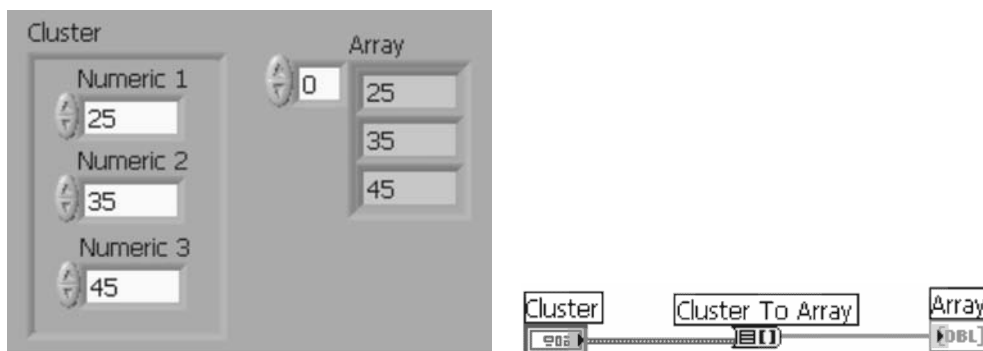 Cluster
Array
Numeric 1
0
25
25
35
Numeric 2
35
45
Numeric 3
45
Cluster
Cluster To Array
Array
DBL